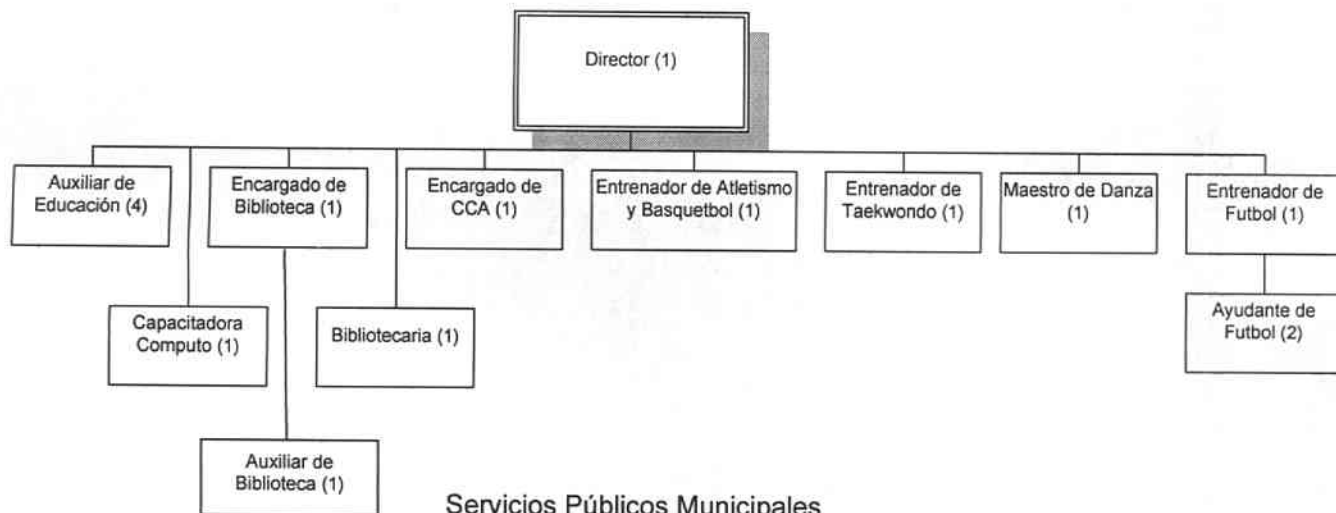 Director (1)
Auxiliar de
Educación (4)
Encargado de
Biblioteca (1)
Encargado de
CCA (1)
Entrenador de Atletismo
y Basquetbol (1)
Entrenador de
Taekwondo (1)
Maestro de Danza
(1)
Entrenador de
Futbol (1)
Capacitadora
Computo (1)
Bibliotecaria (1)
Ayudante de
Futbol (2)
Auxiliar de
Biblioteca (1)
Servicios Públicos Municipales